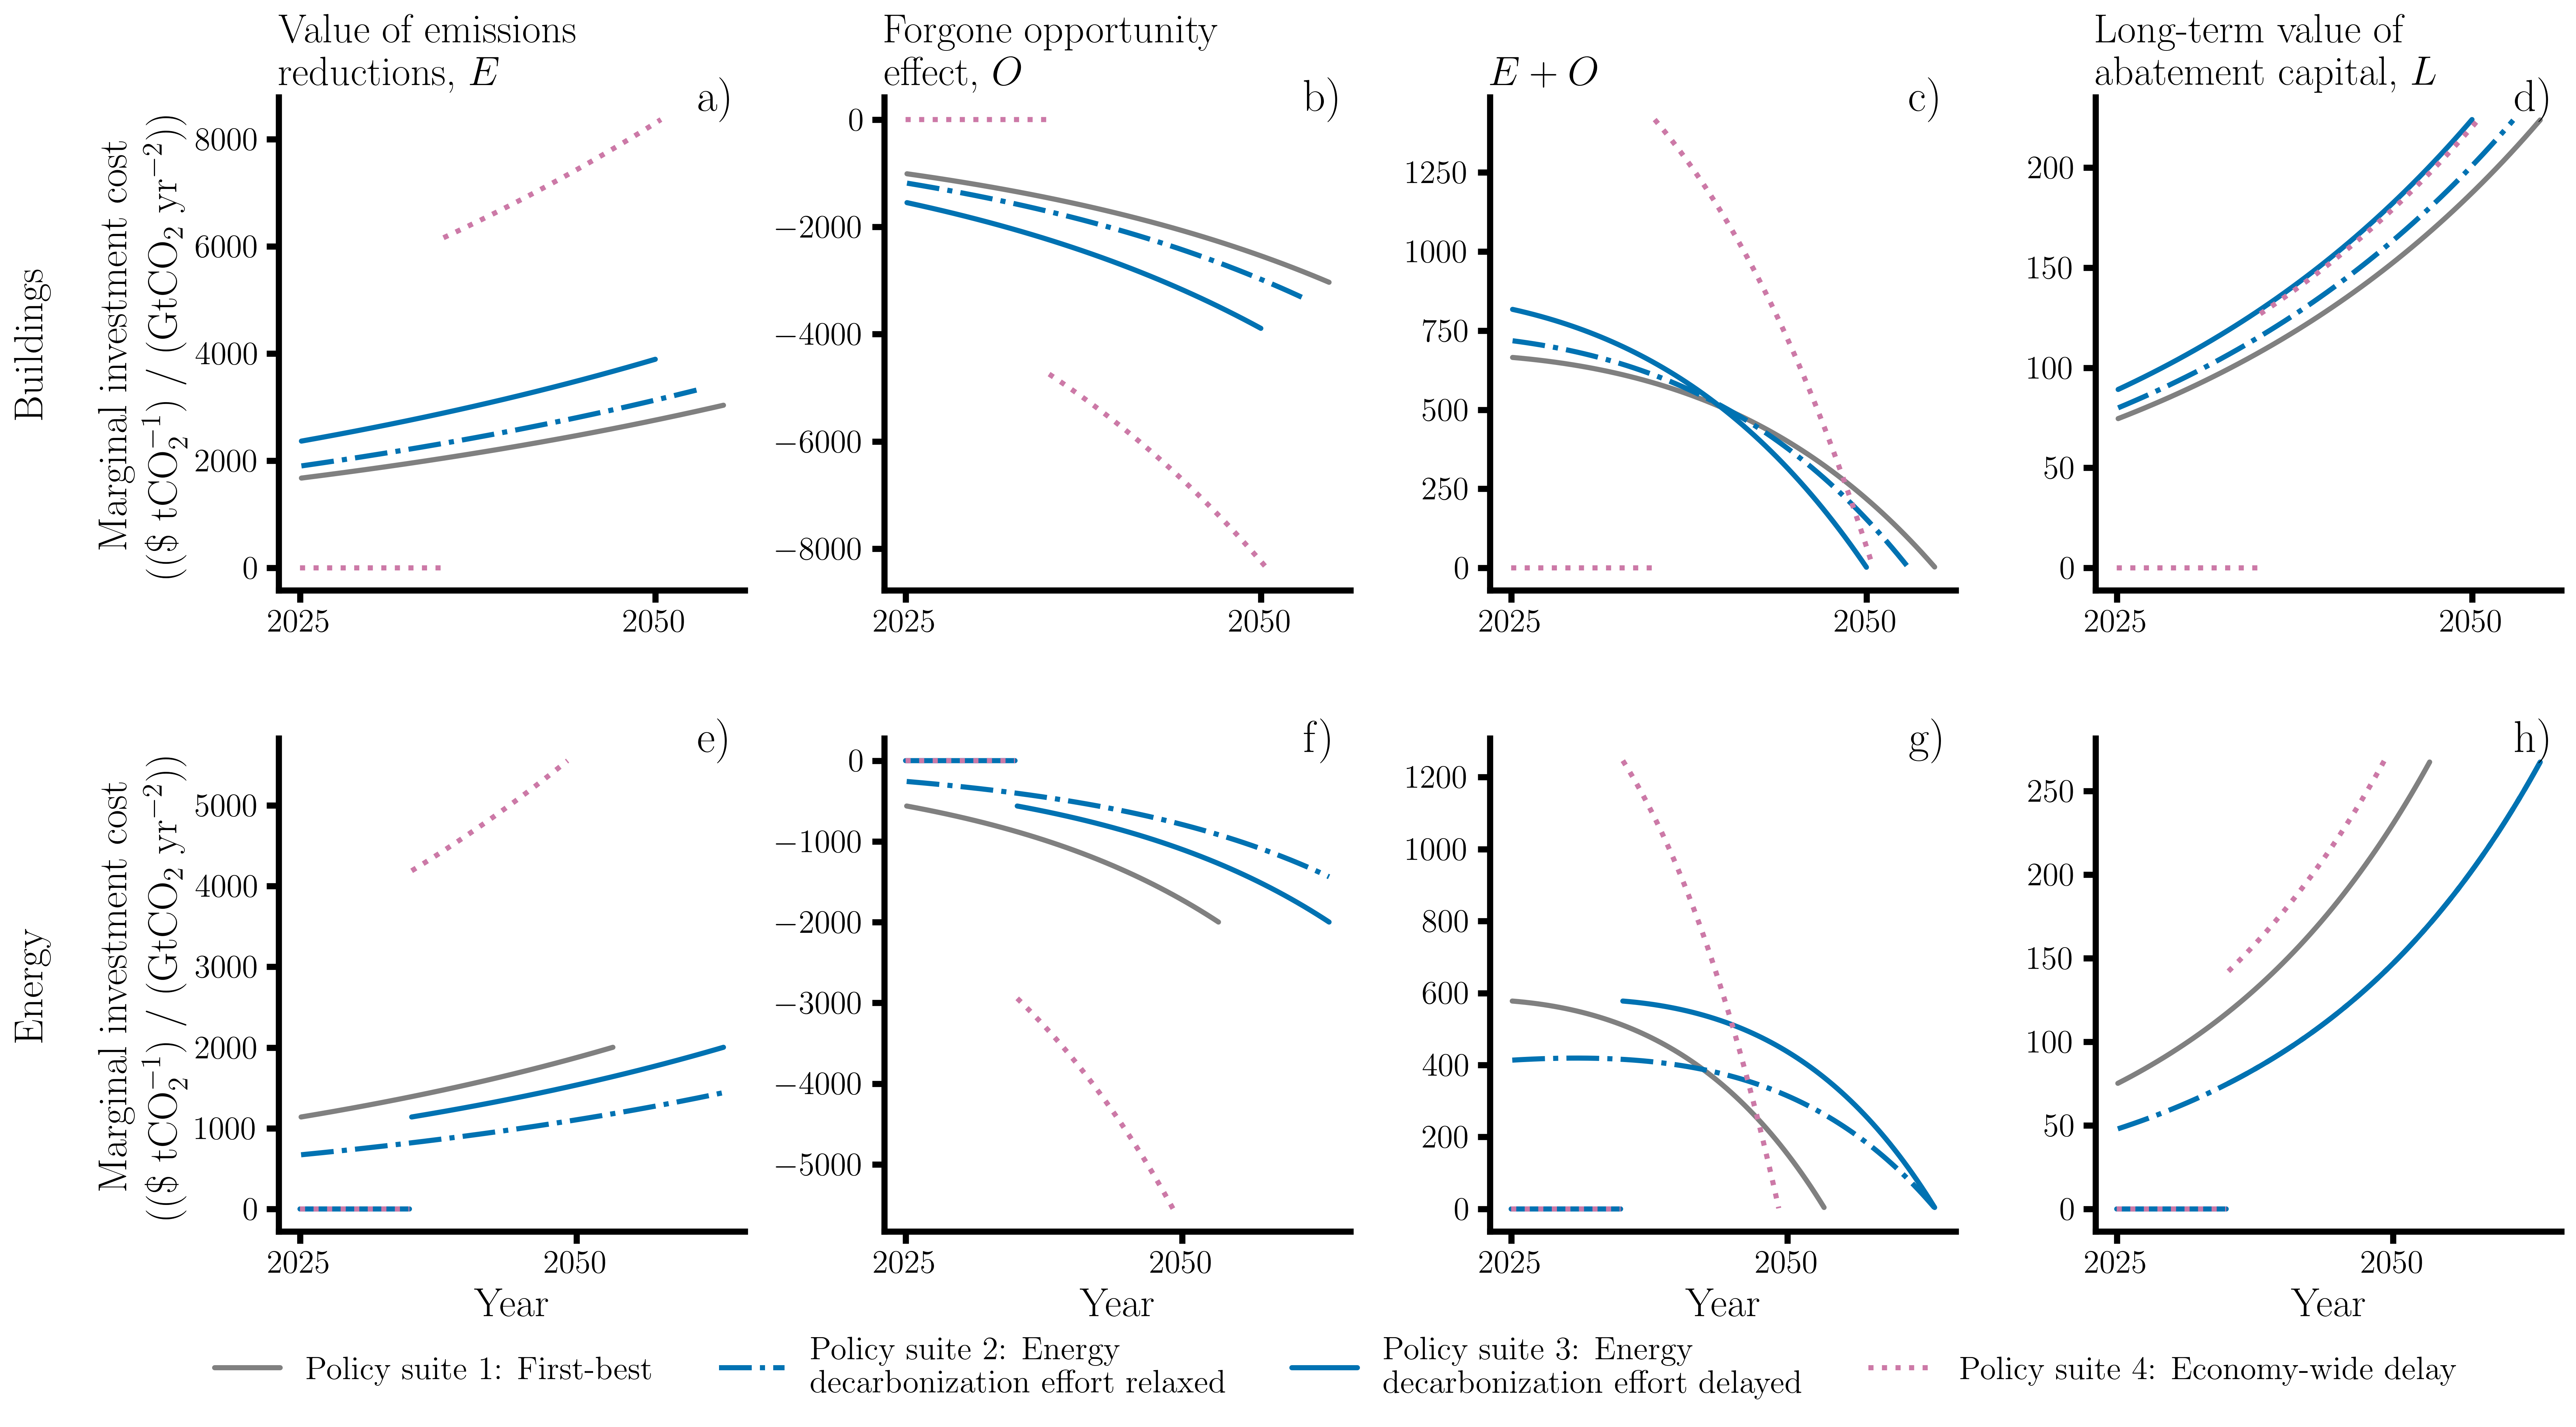 Value of emissions
reductions, E
Forgone opportunity
effect, O
E + O
Long-term value of
abatement capital, L
a)
b)
c)
d)
Buildings
Marginal investment cost
(($ tCO₂⁻¹) / (GtCO₂ yr⁻²))
8000
6000
4000
2000
0
2025
2050
0
−2000
−4000
−6000
−8000
2025
2050
1250
1000
750
500
250
0
2025
2050
200
150
100
50
0
2025
2050
e)
f)
g)
h)
Energy
Marginal investment cost
(($ tCO₂⁻¹) / (GtCO₂ yr⁻²))
5000
4000
3000
2000
1000
0
2025
2050
Year
0
−1000
−2000
−3000
−4000
−5000
2025
2050
Year
1200
1000
800
600
400
200
0
2025
2050
Year
250
200
150
100
50
0
2025
2050
Year
Policy suite 1: First-best
Policy suite 2: Energy
decarbonization effort relaxed
Policy suite 3: Energy
decarbonization effort delayed
Policy suite 4: Economy-wide delay